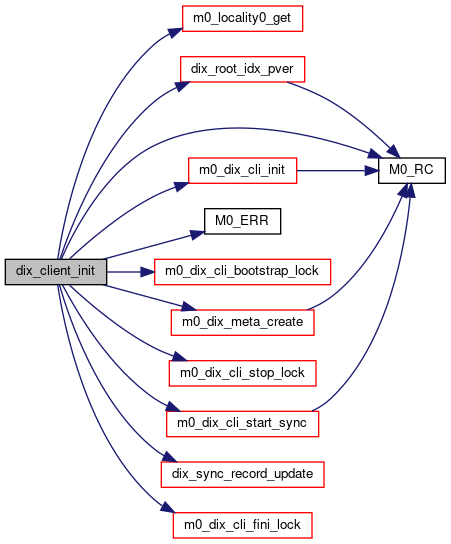 m0_locality0_get
dix_root_idx_pver
m0_dix_cli_init
M0_RC
M0_ERR
dix_client_init
m0_dix_cli_bootstrap_lock
m0_dix_meta_create
m0_dix_cli_stop_lock
m0_dix_cli_start_sync
dix_sync_record_update
m0_dix_cli_fini_lock